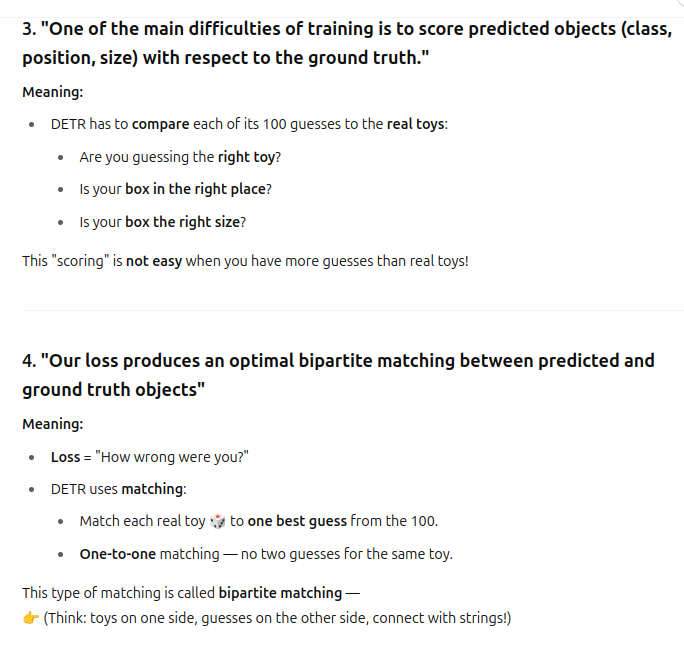 3. "One of the main difficulties of training is to score predicted objects (class,
position, size) with respect to the ground truth."
Meaning:
• DETR has to compare each of its 100 guesses to the real toys:
• Are you guessing the right toy?
• Is your box in the right place?
• Is your box the right size?
This "scoring" is not easy when you have more guesses than real toys!
4. "Our loss produces an optimal bipartite matching between predicted and
ground truth objects"
Meaning:
• Loss = "How wrong were you?"
• DETR uses matching:
• Match each real toy 🎲 to one best guess from the 100.
• One-to-one matching — no two guesses for the same toy.
This type of matching is called bipartite matching —
👉 (Think: toys on one side, guesses on the other side, connect with strings!)